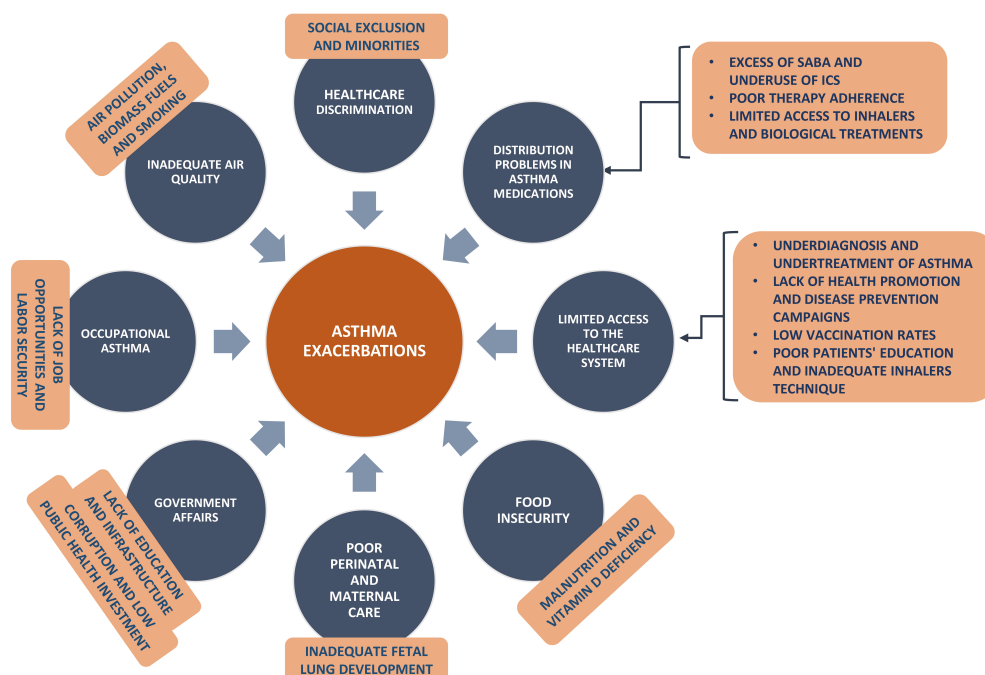 SOCIAL EXCLUSION
AND MINORITIES
HEALTHCARE
DISCRIMINATION
AIR POLLUTION,
BIOMASS FUELS
AND SMOKING
INADEQUATE AIR
QUALITY
DISTRIBUTION
PROBLEMS IN
ASTHMA
MEDICATIONS
• EXCESS OF SABA AND
UNDERUSE OF ICS
• POOR THERAPY ADHERENCE
• LIMITED ACCESS TO INHALERS
AND BIOLOGICAL TREATMENTS
LACK OF JOB
OPPORTUNITIES AND
LABOR SECURITY
OCCUPATIONAL
ASTHMA
ASTHMA
EXACERBATIONS
LIMITED ACCESS
TO THE
HEALTHCARE
SYSTEM
• UNDERDIAGNOSIS AND
UNDERTREATMENT OF ASTHMA
• LACK OF HEALTH PROMOTION
AND DISEASE PREVENTION
CAMPAIGNS
• LOW VACCINATION RATES
• POOR PATIENTS' EDUCATION
AND INADEQUATE INHALERS
TECHNIQUE
GOVERNMENT
AFFAIRS
LACK OF EDUCATION
AND INFRASTRUCTURE
CORRUPTION AND LOW
PUBLIC HEALTH INVESTMENT
POOR
PERINATAL
AND
MATERNAL
CARE
INADEQUATE FETAL
LUNG DEVELOPMENT
FOOD
INSECURITY
MALNUTRITION AND
VITAMIN D DEFICIENCY